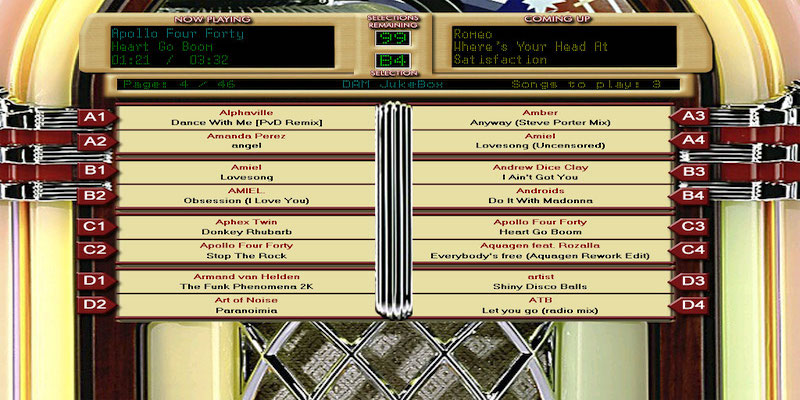 NOW PLAYING
Apollo Four Forty
Heart Go Boom
01:21 / 03:32
SELECTIONS
REMAINING
99
B4
SELECTION
COMING UP
Romeo
Where's Your Head At
Satisfaction
Page: 4 / 46
DAM JukeBox
Songs to play: 3
A1
Alphaville
Dance With Me [PvD Remix]
A2
Amanda Perez
angel
B1
Amiel
Lovesong
B2
AMIEL.
Obsession (I Love You)
C1
Aphex Twin
Donkey Rhubarb
C2
Apollo Four Forty
Stop The Rock
D1
Armand van Helden
The Funk Phenomena 2K
D2
Art of Noise
Paranoimia
Amber
Anyway (Steve Porter Mix)
A3
Amiel
Lovesong (Uncensored)
A4
Andrew Dice Clay
I Ain't Got You
B3
Androids
Do It With Madonna
B4
Apollo Four Forty
Heart Go Boom
C3
Aquagen feat. Rozalla
Everybody's free (Aquagen Rework Edit)
C4
artist
Shiny Disco Balls
D3
ATB
Let you go (radio mix)
D4